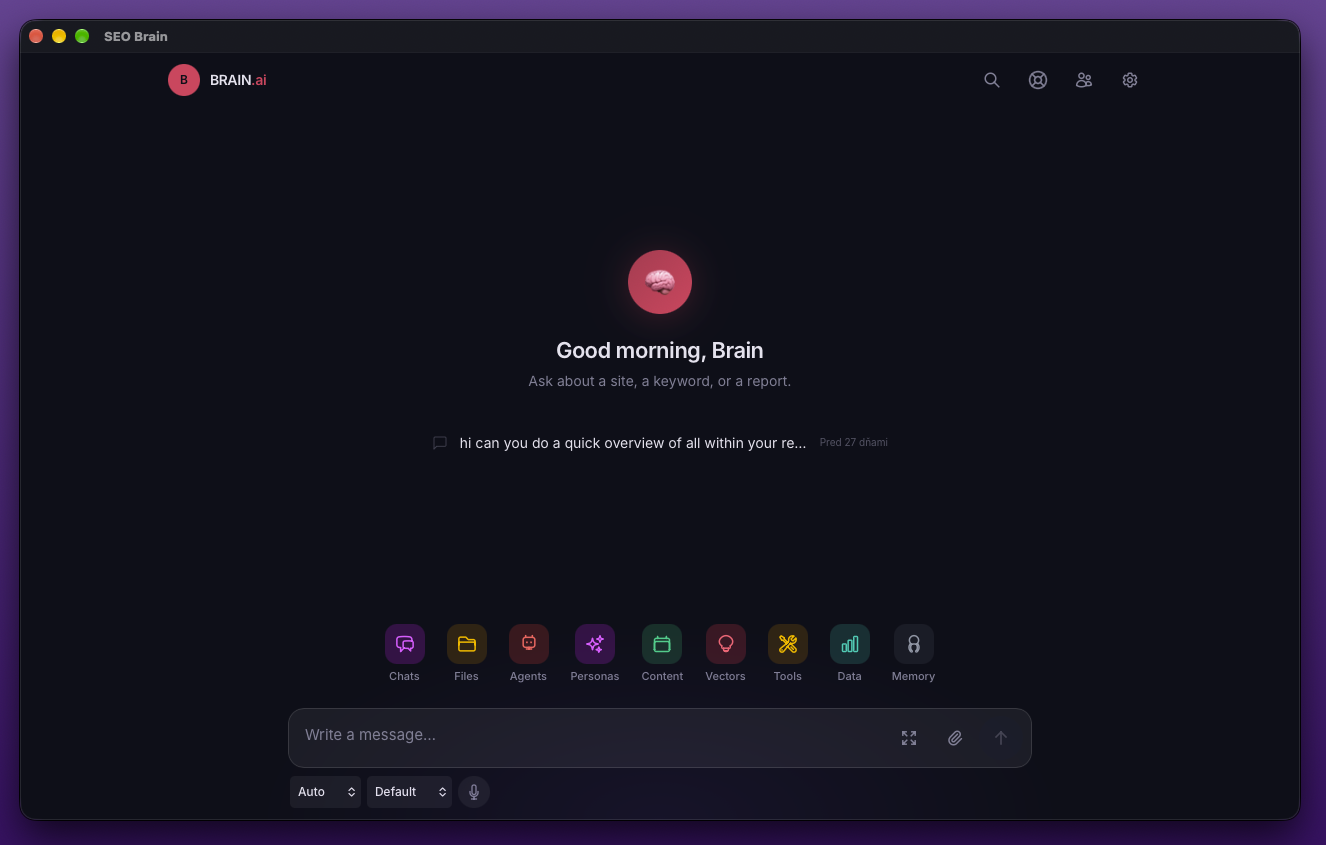 SEO Brain
B BRAIN.ai
Good morning, Brain
Ask about a site, a keyword, or a report.
hi can you do a quick overview of all within your re... Pred 27 dňami
Chats Files Agents Personas Content Vectors Tools Data Memory
Write a message...
Auto Default